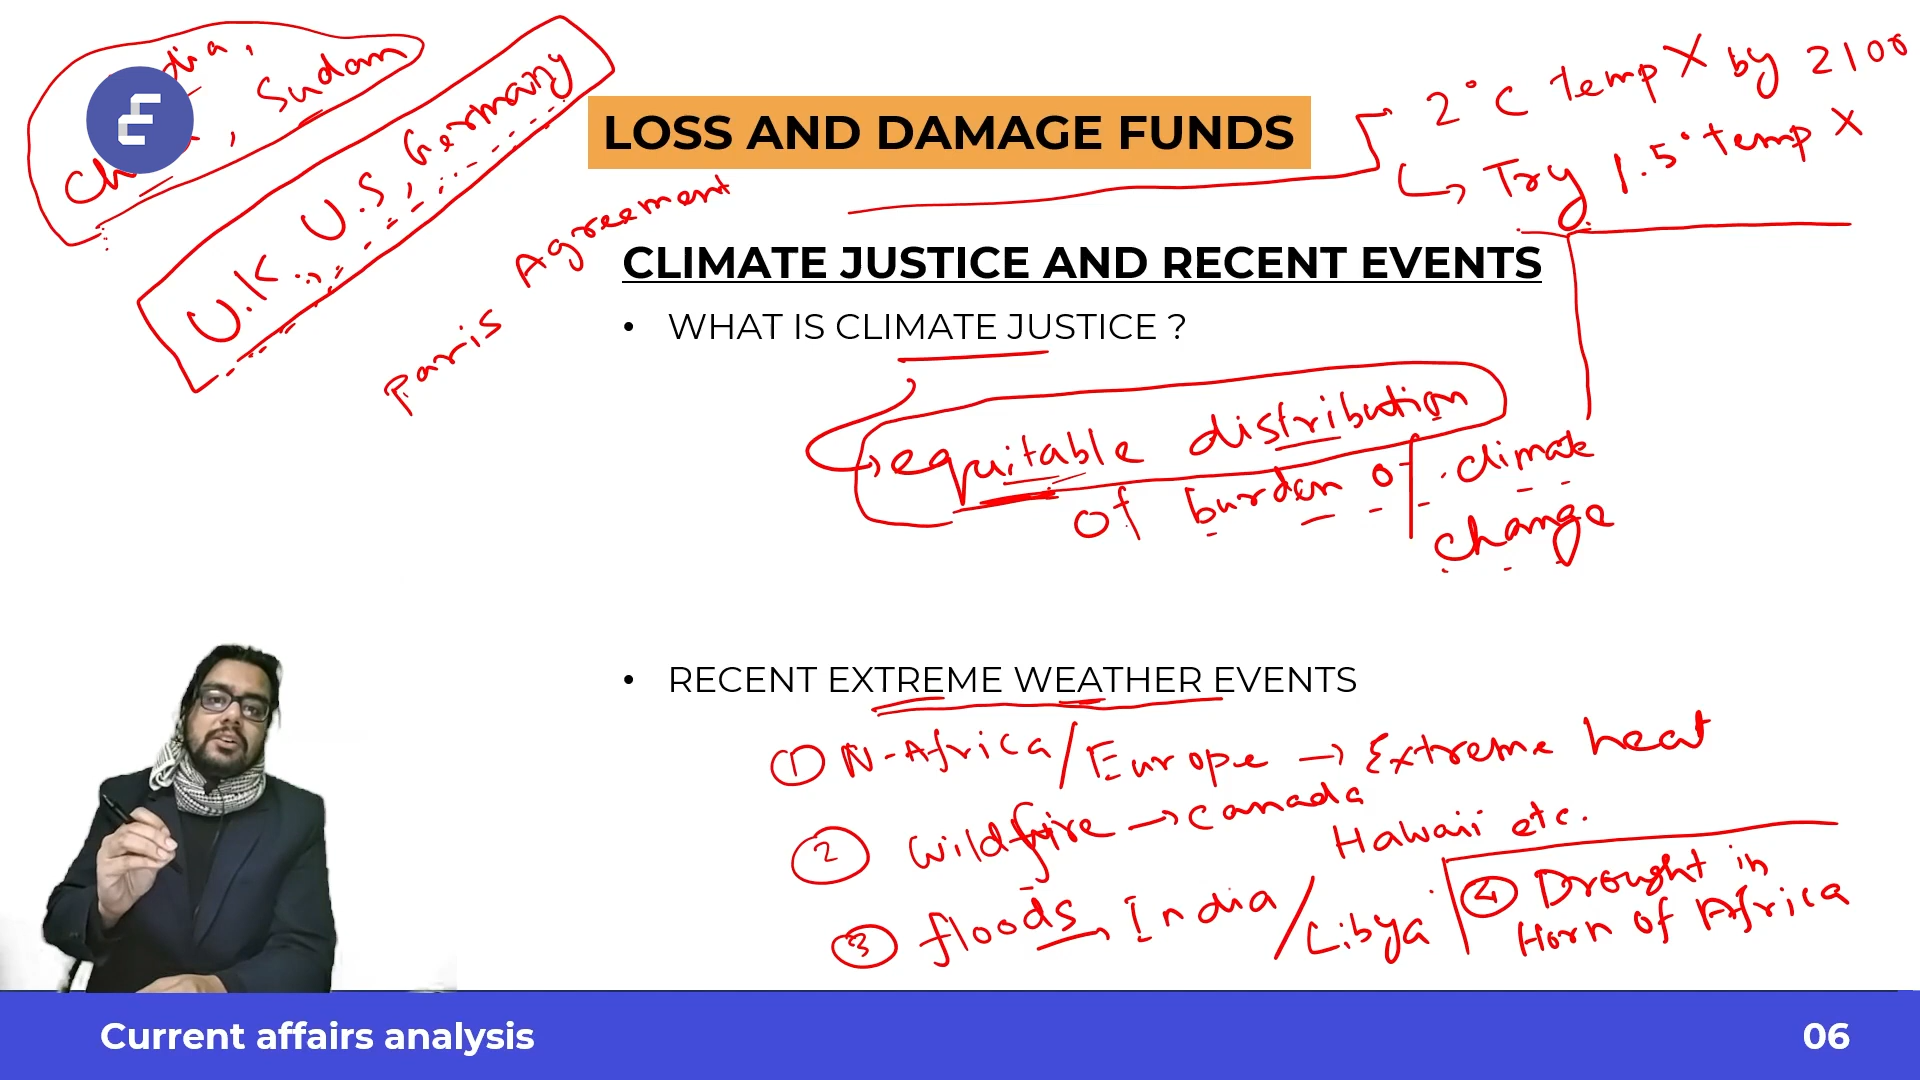 , Sudan
U.K., U.S, Germany
LOSS AND DAMAGE FUNDS
2°C temp X by 2100
Try 1.5° temp X
Paris Agreement
CLIMATE JUSTICE AND RECENT EVENTS
• WHAT IS CLIMATE JUSTICE ?
equitable distribution
of burden of climate
change
• RECENT EXTREME WEATHER EVENTS
1 N-Africa/Europe → Extreme heat
2 Wildfire → Canada
Hawaii etc.
3 floods, India/Libya
4 Drought in
Horn of Africa
Current affairs analysis
06